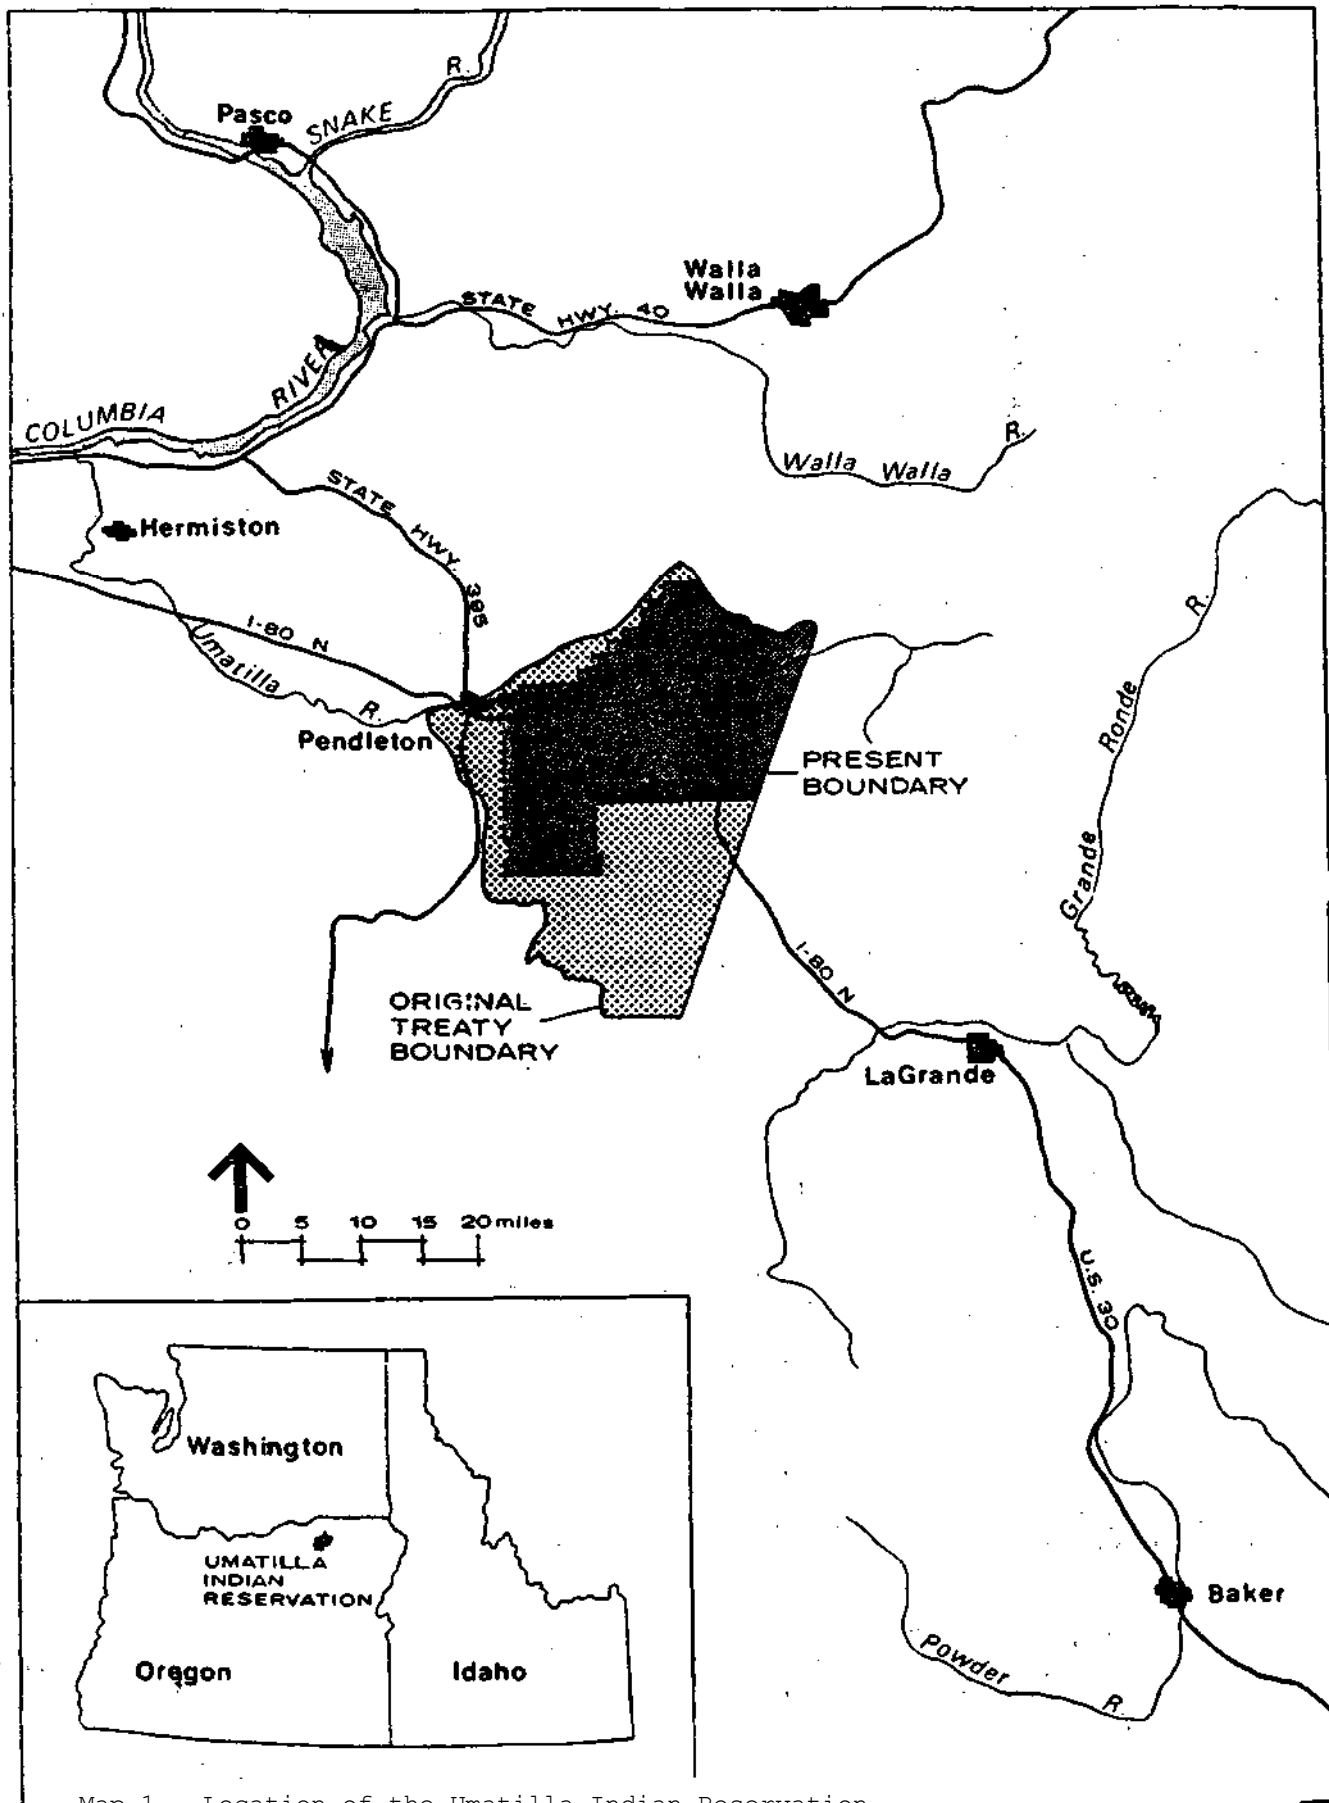 Pasco
SNAKE R.
Walla
Walla
STATE HWY. 40
COLUMBIA RIVER
Walla Walla R.
STATE HWY. 395
Hermiston
I-80 N
Umatilla R.
Pendleton
PRESENT
BOUNDARY
Grande Ronde R.
I-80 N
ORIGINAL
TREATY
BOUNDARY
LaGrande
0 5 10 15 20 miles
U.S. 30
Washington
UMATILLA
INDIAN
RESERVATION
Oregon
Idaho
Baker
Powder R.
Map 1. Location of the Umatilla Indian Reservation